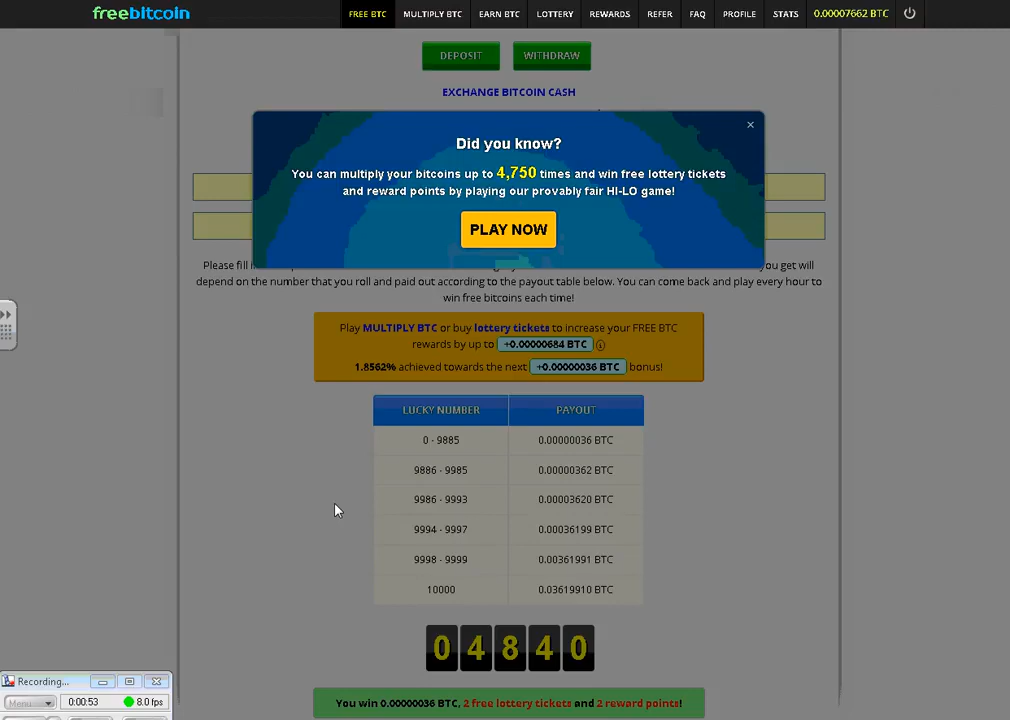 freebitcoin
FREE BTC MULTIPLY BTC EARN BTC LOTTERY REWARDS REFER FAQ PROFILE STATS 0.00007662 BTC
DEPOSIT WITHDRAW
EXCHANGE BITCOIN CASH
Did you know?
You can multiply your bitcoins up to 4,750 times and win free lottery tickets
and reward points by playing our provably fair HI-LO game!
PLAY NOW
Please fill you get will
depend on the number that you roll and paid out according to the payout table below. You can come back and play every hour to
win free bitcoins each time!
Play MULTIPLY BTC or buy lottery tickets to increase your FREE BTC
rewards by up to +0.00000684 BTC
1.8562% achieved towards the next +0.00000036 BTC bonus!
LUCKY NUMBER PAYOUT
0 - 9885 0.00000036 BTC
9886 - 9985 0.00000362 BTC
9986 - 9993 0.00003620 BTC
9994 - 9997 0.00036199 BTC
9998 - 9999 0.00361991 BTC
10000 0.03619910 BTC
0 4 8 4 0
You win 0.00000036 BTC, 2 free lottery tickets and 2 reward points!
Recording...
Menu 0:00:53 8.0 fps